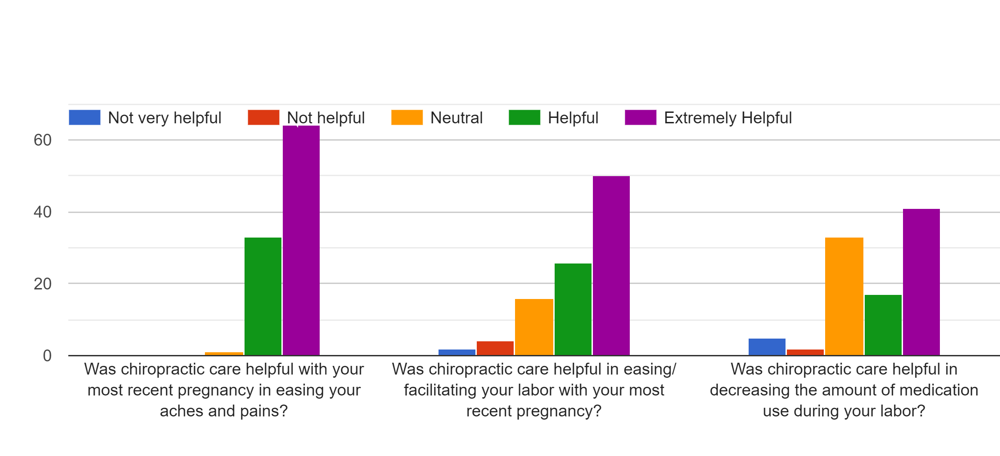 Not very helpful Not helpful Neutral Helpful Extremely Helpful
60
40
20
0
Was chiropractic care helpful with your
most recent pregnancy in easing your
aches and pains?
Was chiropractic care helpful in easing/
facilitating your labor with your most
recent pregnancy?
Was chiropractic care helpful in
decreasing the amount of medication
use during your labor?